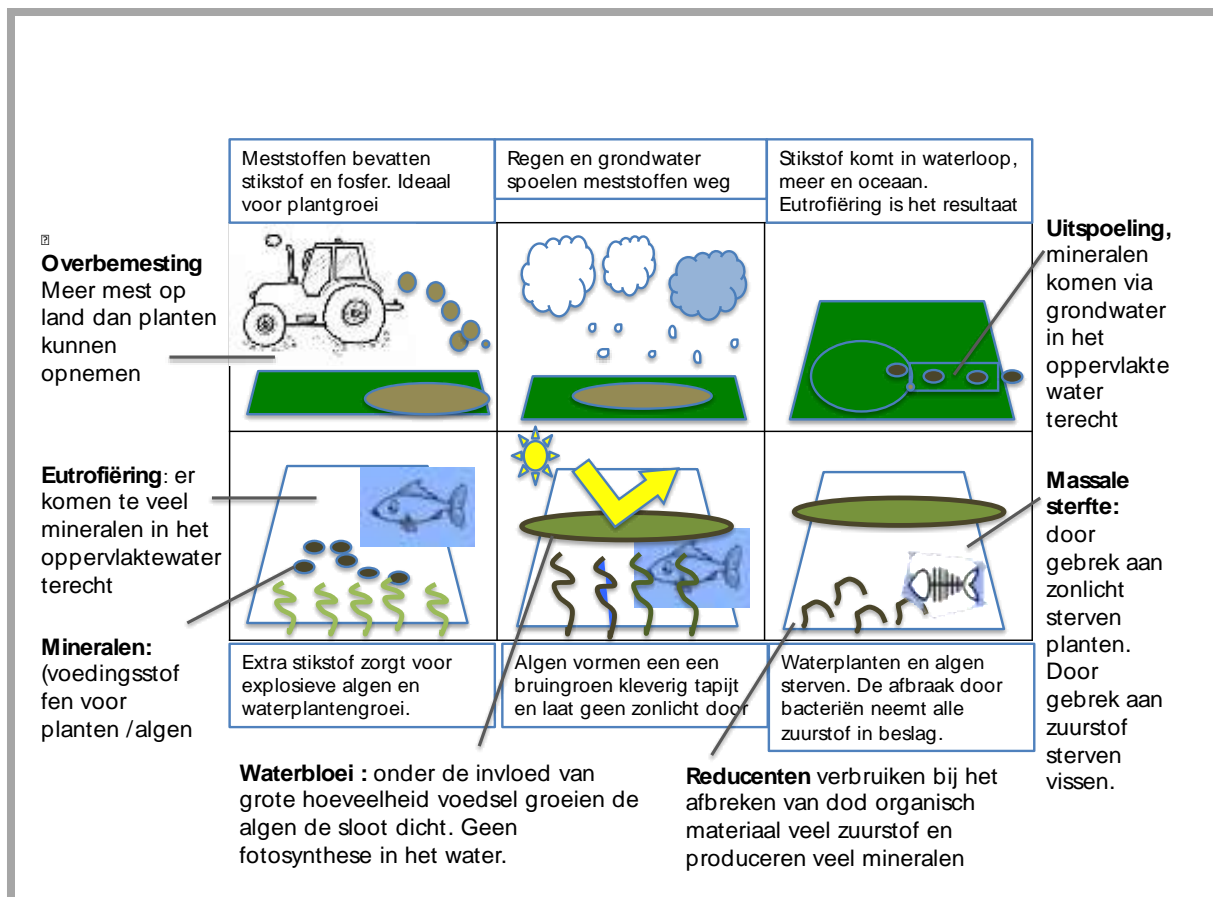 Meststoffen bevatten
stikstof en fosfer. Ideaal
voor plantgroei
Regen en grondwater
spoelen meststoffen weg
Stikstof komt in waterloop,
meer en oceaan.
Eutrofiëring is het resultaat
Overbemesting
Meer mest op
land dan planten
kunnen
opnemen
Uitspoeling,
mineralen
komen via
grondwater
in het
oppervlakte
water
terecht
Eutrofiëring: er
komen te veel
mineralen in het
oppervlaktewater
terecht
Mineralen:
(voedingsstof
fen voor
planten /algen
Massale
sterfte:
door
gebrek aan
zonlicht
sterven
planten.
Door
gebrek aan
zuurstof
sterven
vissen.
Extra stikstof zorgt voor
explosieve algen en
waterplantengroei.
Algen vormen een een
bruingroen kleverig tapijt
en laat geen zonlicht door
Waterplanten en algen
sterven. De afbraak door
bacteriën neemt alle
zuurstof in beslag.
Waterbloei : onder de invloed van
grote hoeveelheid voedsel groeien de
algen de sloot dicht. Geen
fotosynthese in het water.
Reducenten verbruiken bij het
afbreken van dod organisch
materiaal veel zuurstof en
produceren veel mineralen